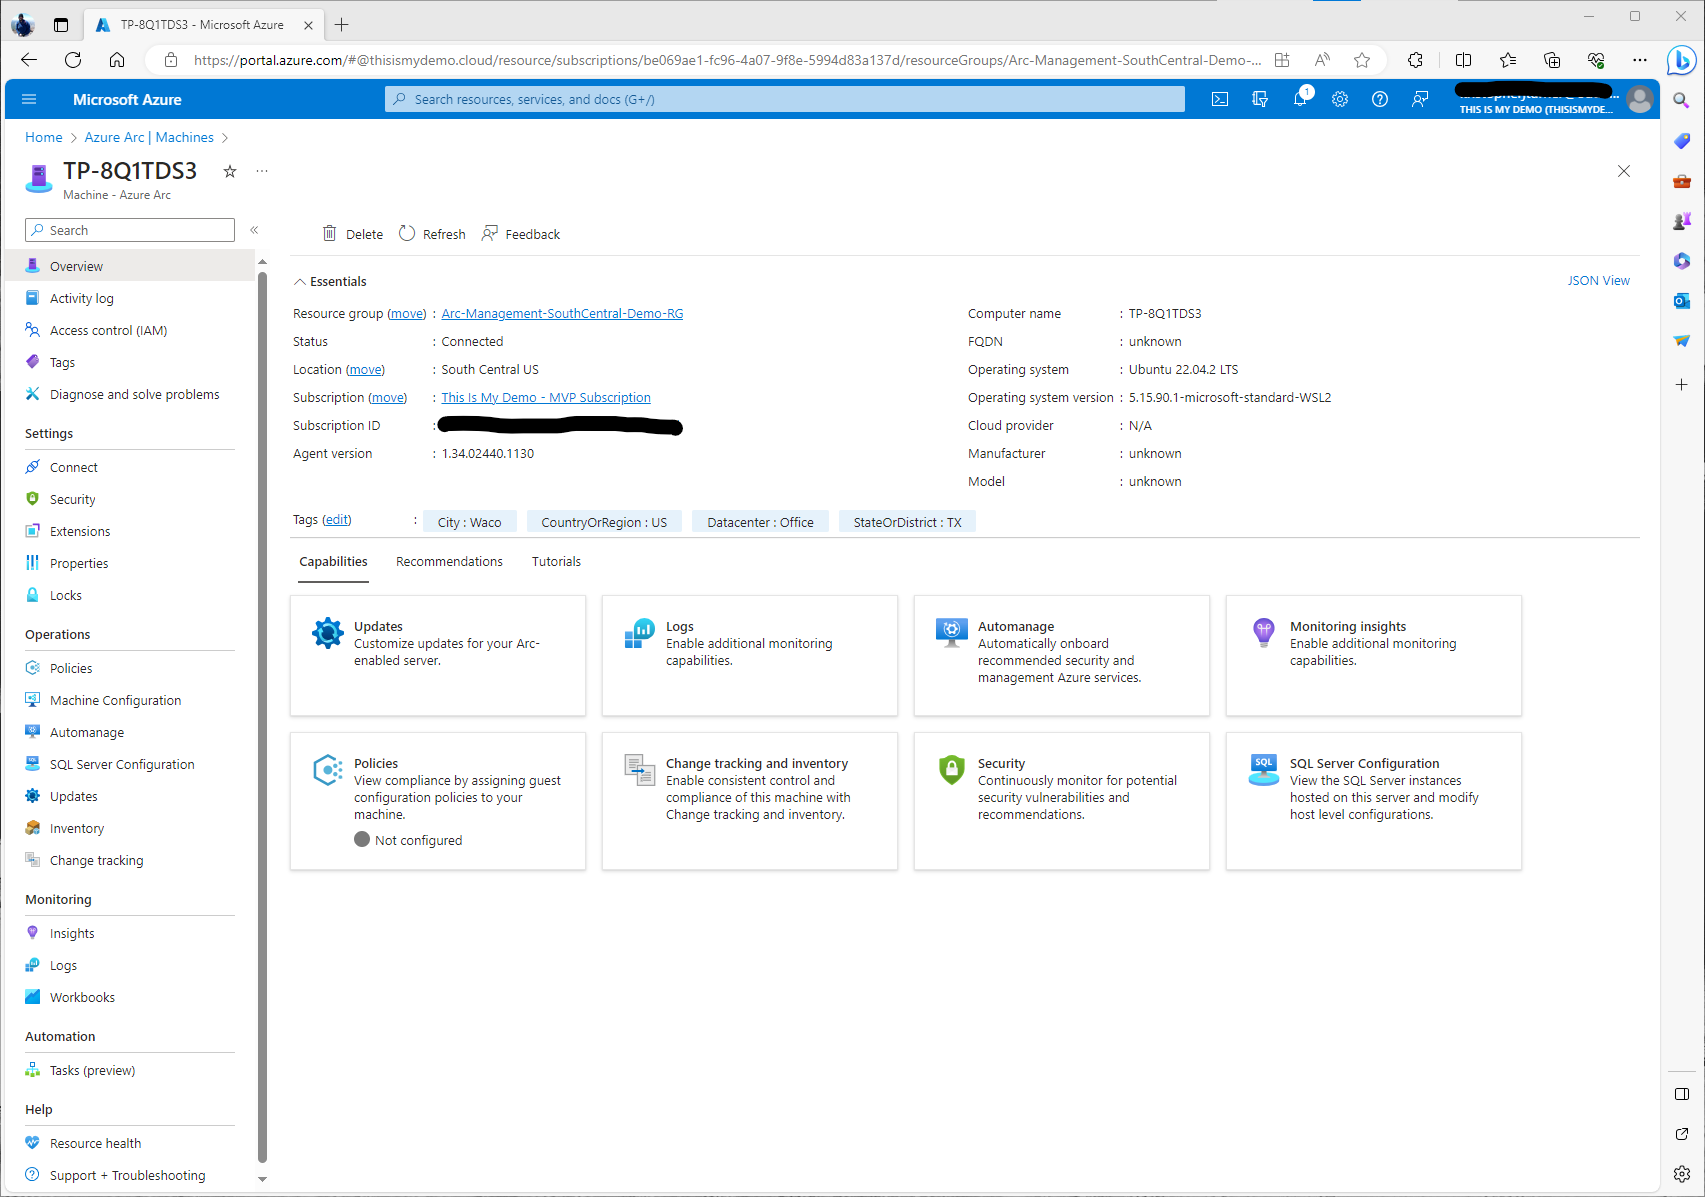 TP-8Q1TDS3 - Microsoft Azure
https://portal.azure.com/#@thisismydemo.cloud/resource/subscriptions/be069ae1-fc96-4a07-9f8e-5994d83a137d/resourceGroups/Arc-Management-SouthCentral-Demo-...
Microsoft Azure
Search resources, services, and docs (G+/)
1
THIS IS MY DEMO (THISISMYDE...
Home > Azure Arc | Machines >
TP-8Q1TDS3
Machine - Azure Arc
Search
Delete
Refresh
Feedback
Overview
Activity log
Access control (IAM)
Tags
Diagnose and solve problems
Settings
Connect
Security
Extensions
Properties
Locks
Operations
Policies
Machine Configuration
Automanage
SQL Server Configuration
Updates
Inventory
Change tracking
Monitoring
Insights
Logs
Workbooks
Automation
Tasks (preview)
Help
Resource health
Support + Troubleshooting
Essentials
JSON View
Resource group (move) : Arc-Management-SouthCentral-Demo-RG
Status : Connected
Location (move) : South Central US
Subscription (move) : This Is My Demo - MVP Subscription
Subscription ID :
Agent version : 1.34.02440.1130
Computer name : TP-8Q1TDS3
FQDN : unknown
Operating system : Ubuntu 22.04.2 LTS
Operating system version : 5.15.90.1-microsoft-standard-WSL2
Cloud provider : N/A
Manufacturer : unknown
Model : unknown
Tags (edit) : City : Waco CountryOrRegion : US Datacenter : Office StateOrDistrict : TX
Capabilities Recommendations Tutorials
Updates
Customize updates for your Arc-
enabled server.
Logs
Enable additional monitoring
capabilities.
Automanage
Automatically onboard
recommended security and
management Azure services.
Monitoring insights
Enable additional monitoring
capabilities.
Policies
View compliance by assigning guest
configuration policies to your
machine.
Not configured
Change tracking and inventory
Enable consistent control and
compliance of this machine with
Change tracking and inventory.
Security
Continuously monitor for potential
security vulnerabilities and
recommendations.
SQL
SQL Server Configuration
View the SQL Server instances
hosted on this server and modify
host level configurations.